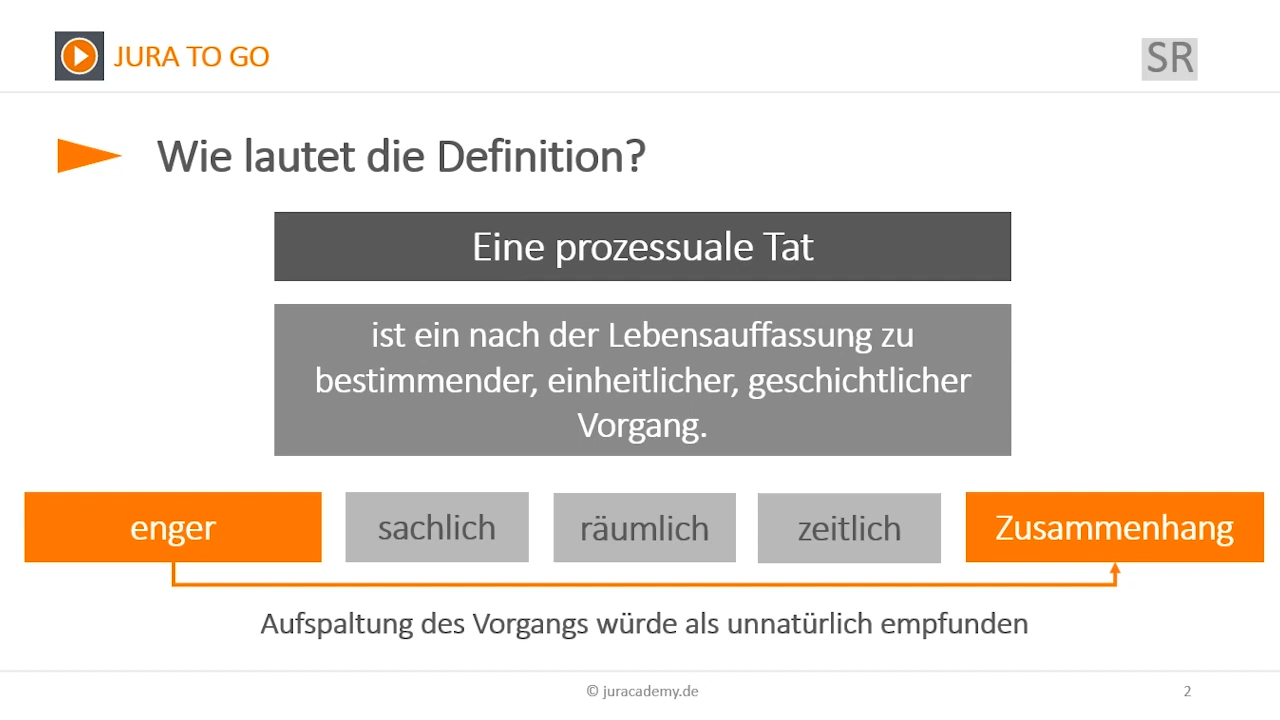 JURA TO GO
SR
Wie lautet die Definition?
Eine prozessuale Tat
ist ein nach der Lebensauffassung zu
bestimmender, einheitlicher, geschichtlicher
Vorgang.
enger
sachlich
räumlich
zeitlich
Zusammenhang
Aufspaltung des Vorgangs würde als unnatürlich empfunden
© juracademy.de
2